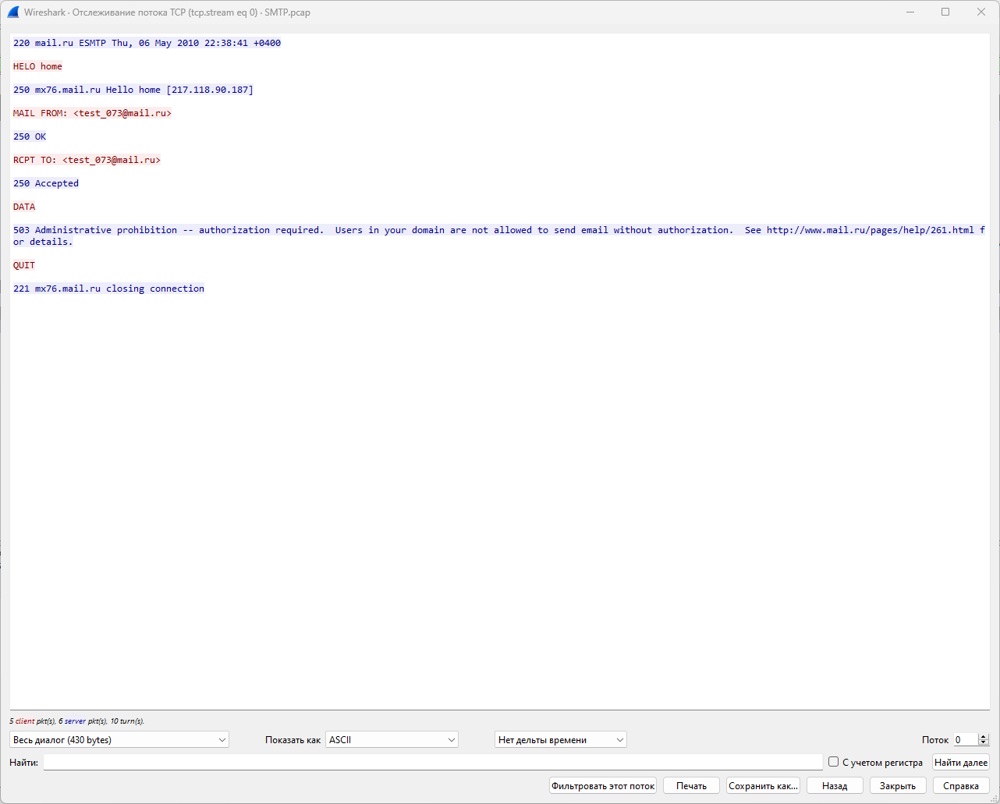 Wireshark · Отслеживание потока TCP (tcp.stream eq 0) · SMTP.pcap
220 mail.ru ESMTP Thu, 06 May 2010 22:38:41 +0400
HELO home
250 mx76.mail.ru Hello home [217.118.90.187]
MAIL FROM: <test_073@mail.ru>
250 OK
RCPT TO: <test_073@mail.ru>
250 Accepted
DATA
503 Administrative prohibition -- authorization required.  Users in your domain are not allowed to send email without authorization.  See http://www.mail.ru/pages/help/261.html f
or details.
QUIT
221 mx76.mail.ru closing connection
5 client pkt(s), 6 server pkt(s), 10 turn(s).
Весь диалог (430 bytes) Показать как ASCII Нет дельты времени Поток 0
Найти: С учетом регистра Найти далее
Фильтровать этот поток Печать Сохранить как... Назад Закрыть Справка